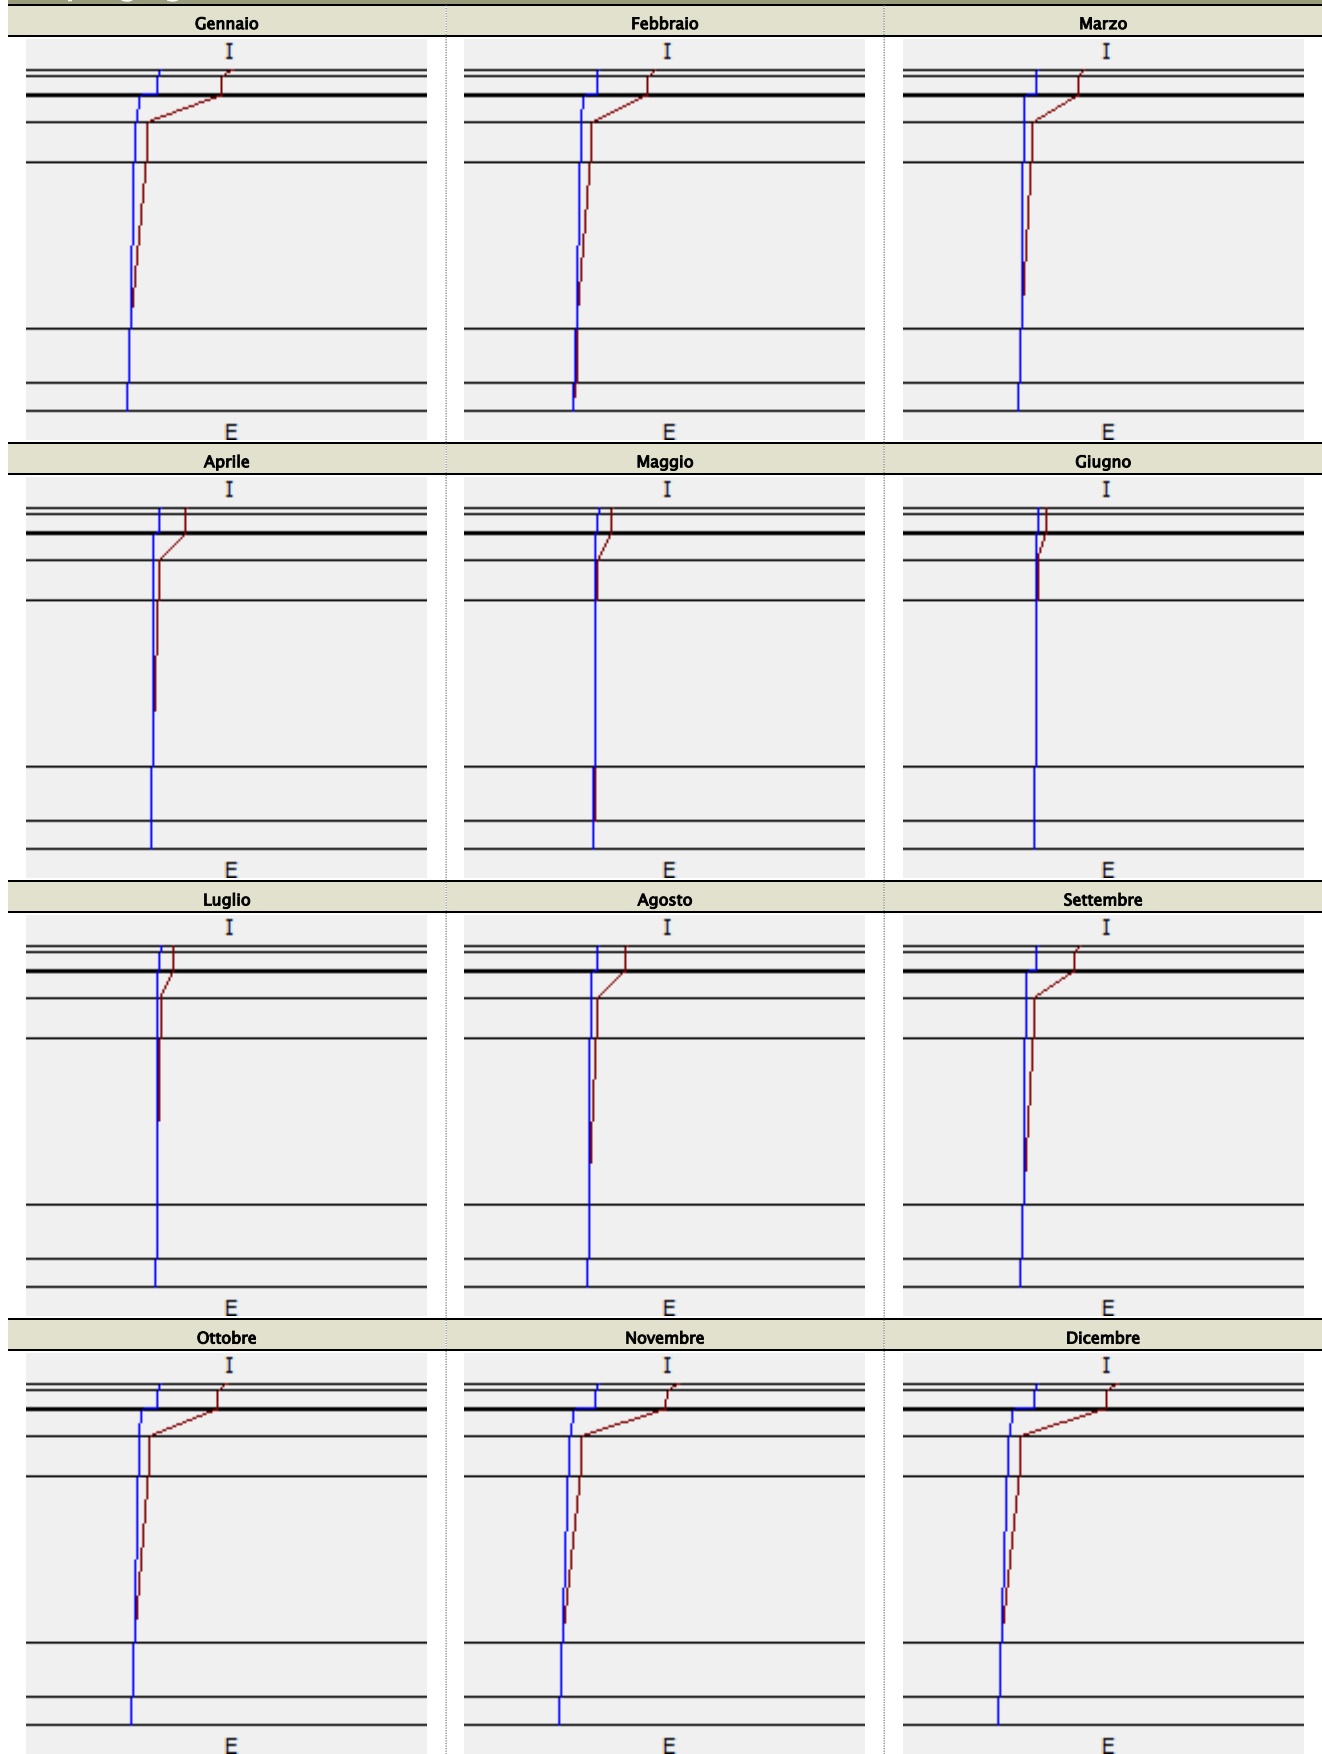 Gennaio Febbraio Marzo
I I I
E E E
Aprile Maggio Giugno
I I I
E E E
Luglio Agosto Settembre
I I I
E E E
Ottobre Novembre Dicembre
I I I
E E E